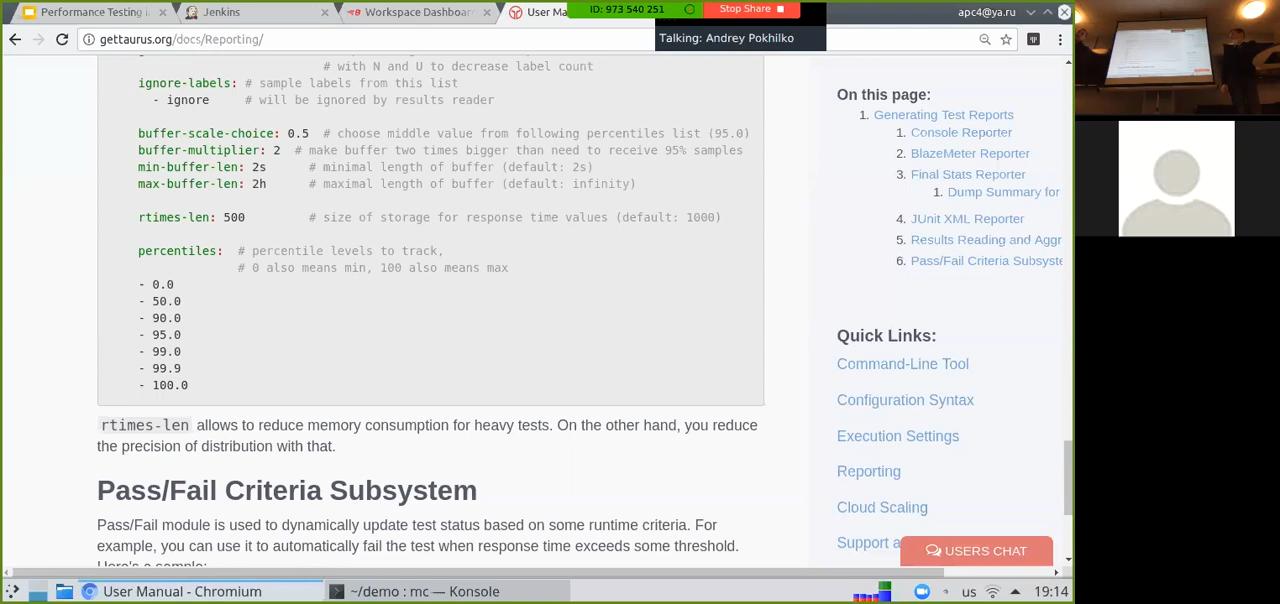 Performance Testing in
Jenkins
Workspace Dashboar
User M
ID: 973 540 251
Stop Share
apc4@ya.ru
Talking: Andrey Pokhilko
gettaurus.org/docs/Reporting/
# with N and U to decrease label count
ignore-labels: # sample labels from this list
- ignore # will be ignored by results reader
buffer-scale-choice: 0.5 # choose middle value from following percentiles list (95.0)
buffer-multiplier: 2 # make buffer two times bigger than need to receive 95% samples
min-buffer-len: 2s # minimal length of buffer (default: 2s)
max-buffer-len: 2h # maximal length of buffer (default: infinity)
rtimes-len: 500 # size of storage for response time values (default: 1000)
percentiles: # percentile levels to track,
# 0 also means min, 100 also means max
- 0.0
- 50.0
- 90.0
- 95.0
- 99.0
- 99.9
- 100.0
rtimes-len allows to reduce memory consumption for heavy tests. On the other hand, you reduce
the precision of distribution with that.
Pass/Fail Criteria Subsystem
Pass/Fail module is used to dynamically update test status based on some runtime criteria. For
example, you can use it to automatically fail the test when response time exceeds some threshold.
Here's a sample:
On this page:
1. Generating Test Reports
1. Console Reporter
2. BlazeMeter Reporter
3. Final Stats Reporter
1. Dump Summary for
4. JUnit XML Reporter
5. Results Reading and Aggr
6. Pass/Fail Criteria Subsyste
Quick Links:
Command-Line Tool
Configuration Syntax
Execution Settings
Reporting
Cloud Scaling
Support a
USERS CHAT
User Manual - Chromium
~/demo : mc — Konsole
us
19:14